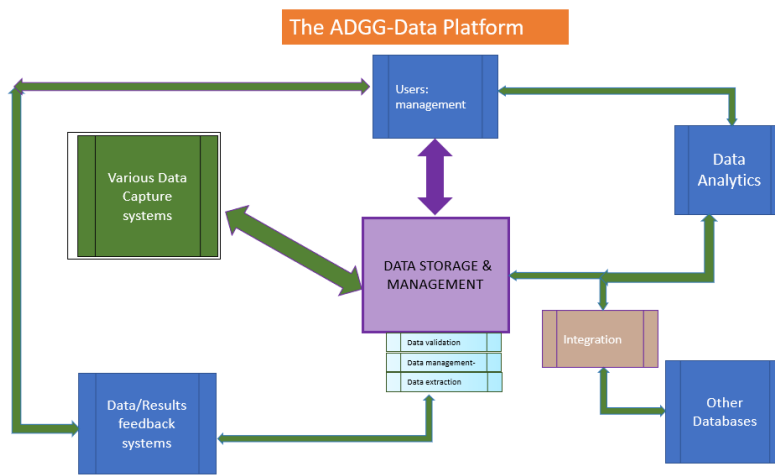 The ADGG-Data Platform
Users:
management
Various Data
Capture
systems
Data
Analytics
DATA STORAGE &
MANAGEMENT
Data validation
Data management-
Data extraction
Integration
Data/Results
feedback
systems
Other
Databases